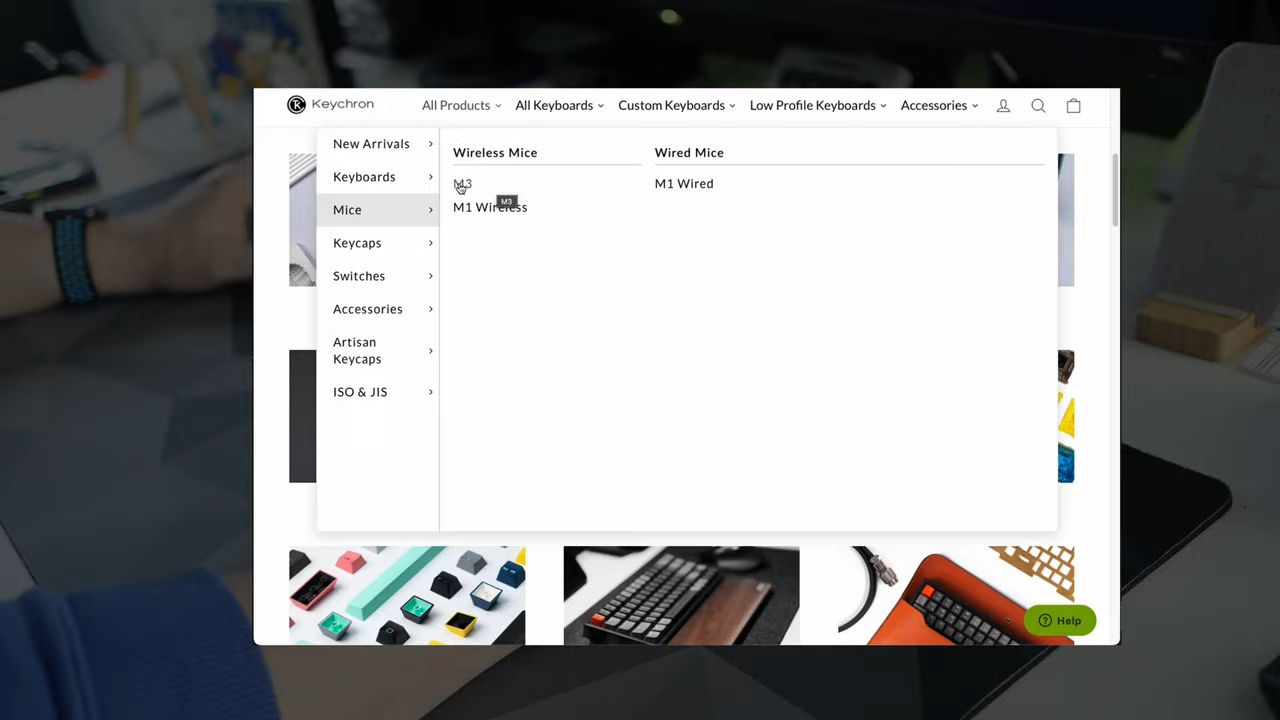 Keychron
All Products
All Keyboards
Custom Keyboards
Low Profile Keyboards
Accessories
New Arrivals
Keyboards
Mice
Keycaps
Switches
Accessories
Artisan
Keycaps
ISO & JIS
Wireless Mice
M3
M3
M1 Wireless
Wired Mice
M1 Wired
Help